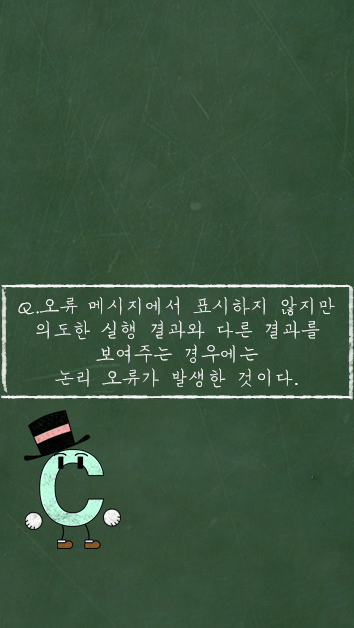 Q.오류 메시지에서 표시하지 않지만
의도한 실행 결과와 다른 결과를
보여주는 경우에는
논리 오류가 발생한 것이다.
C